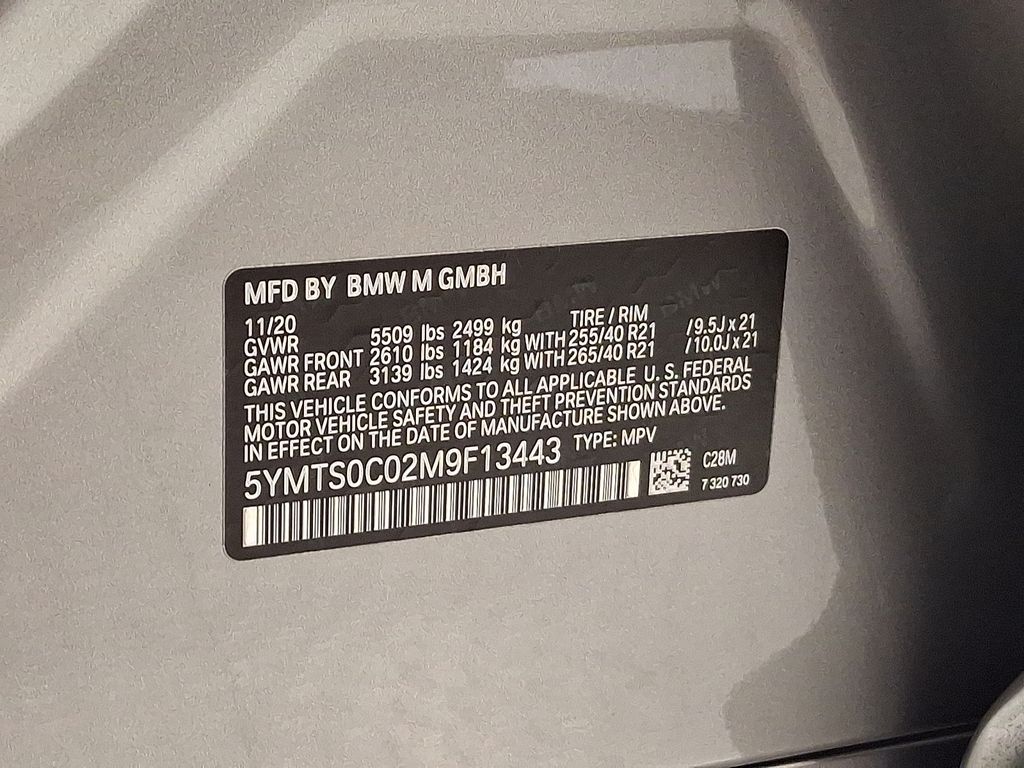 MFD BY BMW M GMBH
11/20 TIRE / RIM
GVWR 5509 lbs 2499 kg
GAWR FRONT 2610 lbs 1184 kg WITH 255/40 R21 /9.5J x 21
GAWR REAR 3139 lbs 1424 kg WITH 265/40 R21 /10.0J x 21
THIS VEHICLE CONFORMS TO ALL APPLICABLE U. S. FEDERAL
MOTOR VEHICLE SAFETY AND THEFT PREVENTION STANDARDS
IN EFFECT ON THE DATE OF MANUFACTURE SHOWN ABOVE.
5YMTS0C02M9F13443 TYPE: MPV
C28M
7 320 730